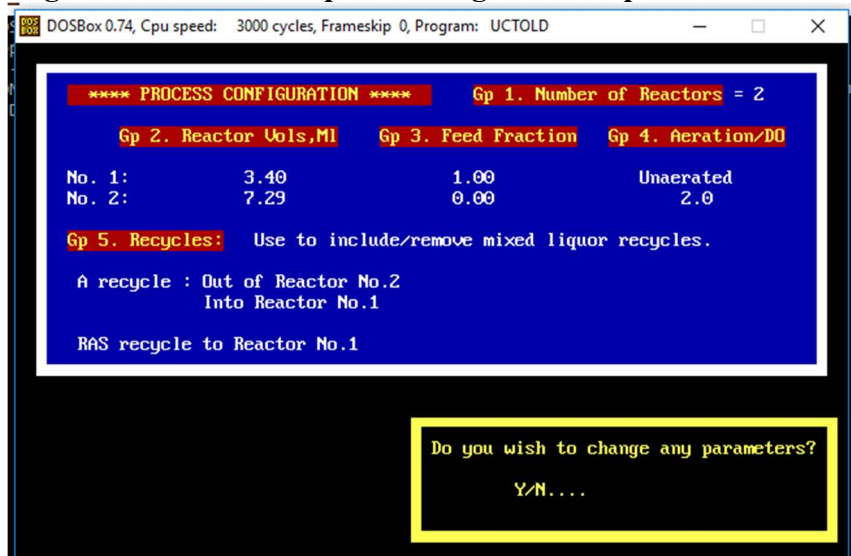 DOSBox 0.74, Cpu speed: 3000 cycles, Frameskip 0, Program: UCTOLD
**** PROCESS CONFIGURATION **** Gp 1. Number of Reactors = 2
Gp 2. Reactor Vols,Ml Gp 3. Feed Fraction Gp 4. Aeration/DO
No. 1: 3.40 1.00 Unaerated
No. 2: 7.29 0.00 2.0
Gp 5. Recycles: Use to include/remove mixed liquor recycles.
A recycle : Out of Reactor No.2
Into Reactor No.1
RAS recycle to Reactor No.1
Do you wish to change any parameters?
Y/N....